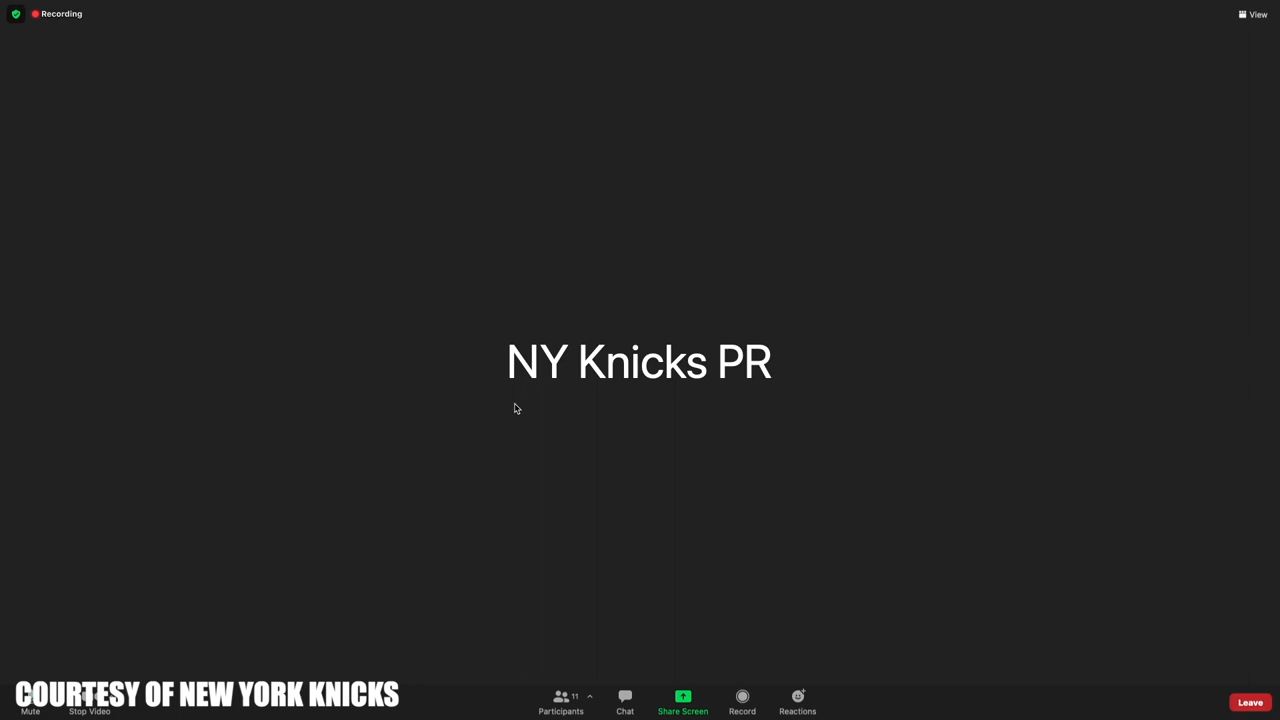 Recording
View
NY Knicks PR
COURTESY OF NEW YORK KNICKS
Mute
Stop Video
11
Participants
Chat
Share Screen
Record
Reactions
Leave